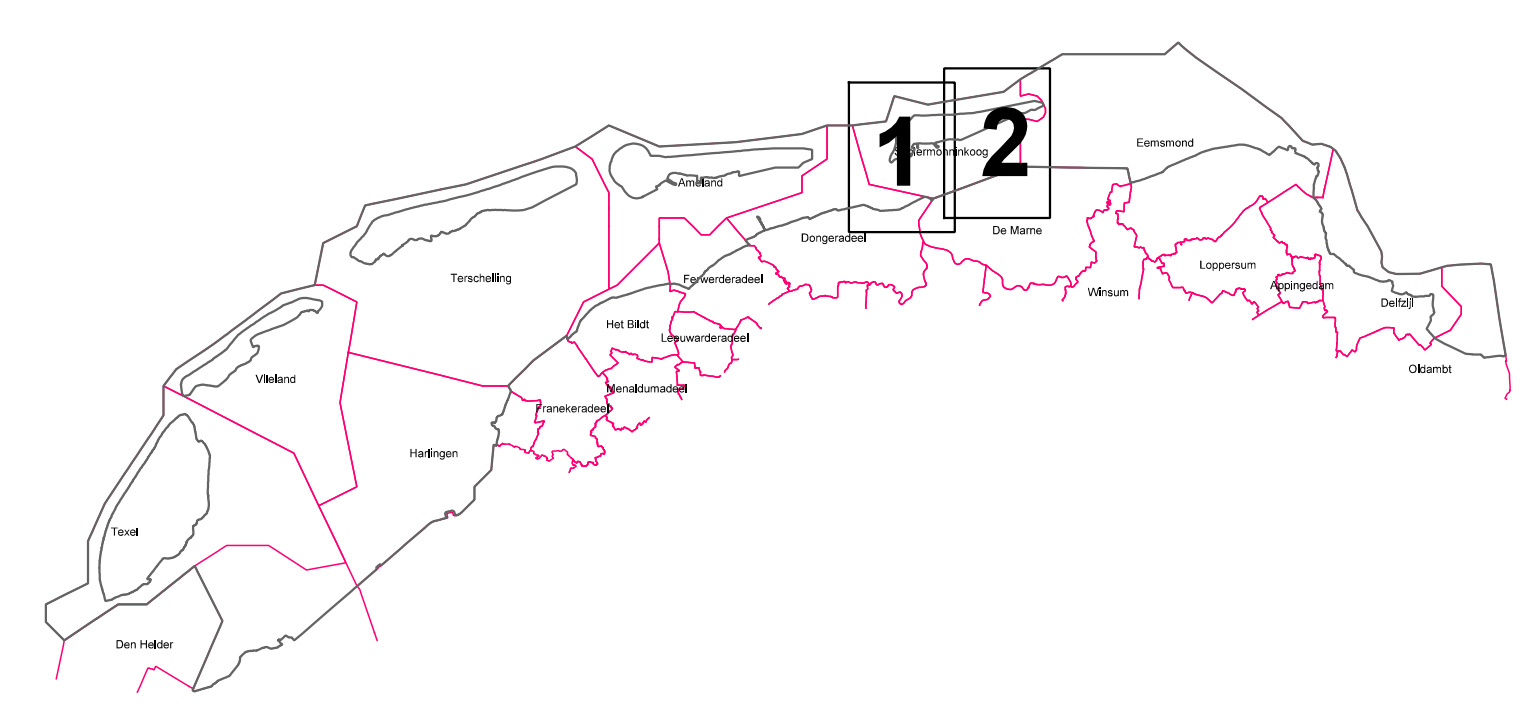 1
2
Schiermonninkoog
Eemsmond
Ameland
De Marne
Dongeradeel
Loppersum
Terschelling
Ferwerderadeel
Appingedam
Winsum
Delfzijl
Het Bildt
Leeuwarderadeel
Oldambt
Vlieland
Menaldumadeel
Franekeradeel
Harlingen
Texel
Den Helder